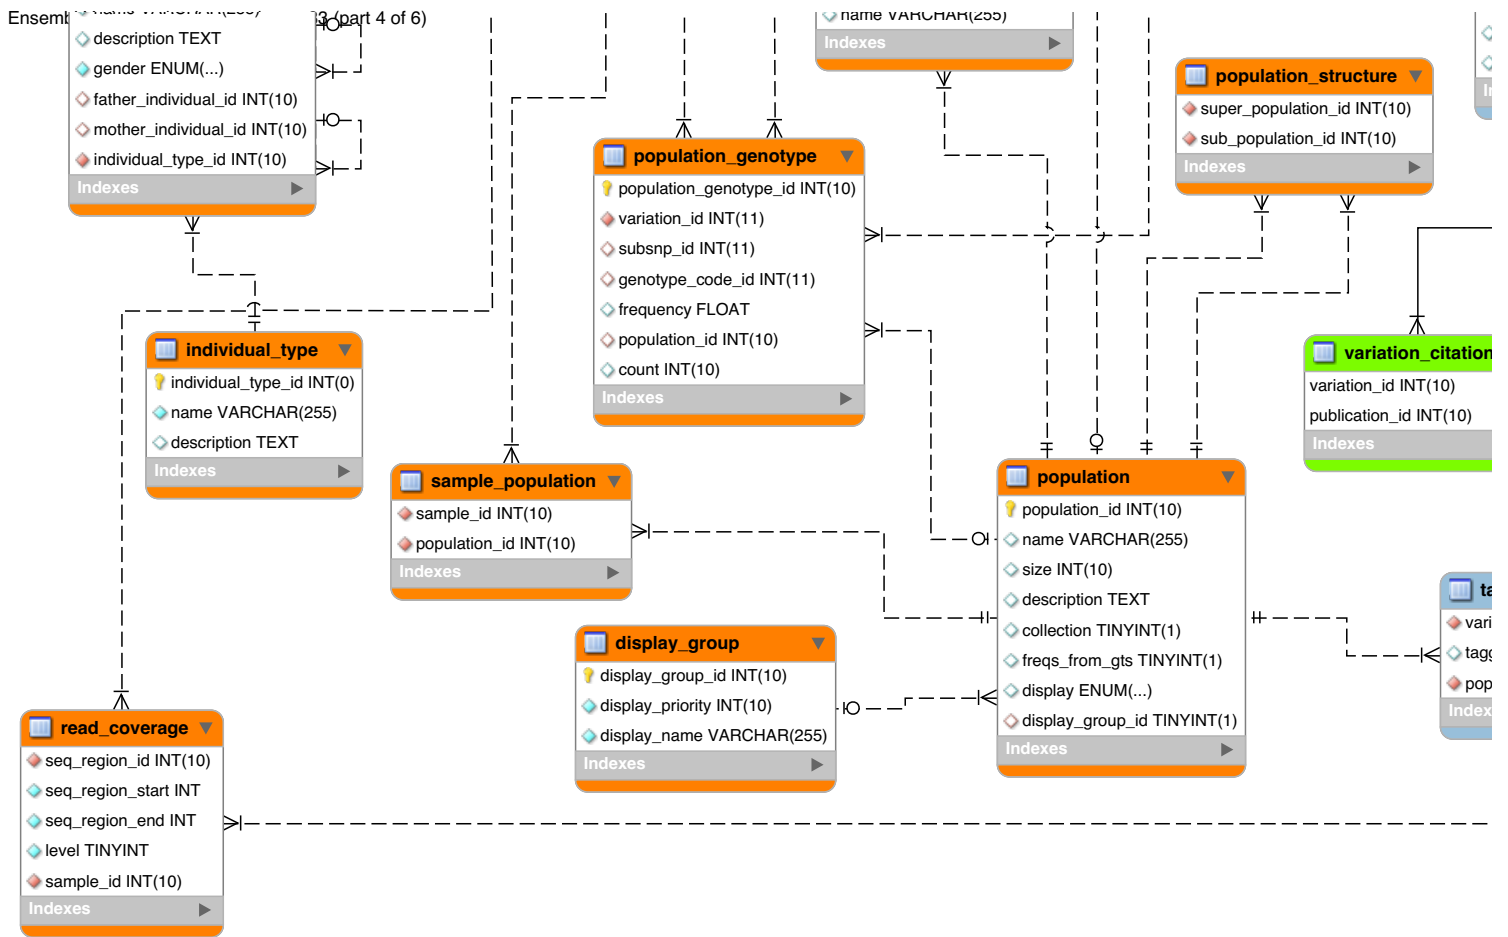 (part 4 of 6)
description TEXT
gender ENUM(...)
father_individual_id INT(10)
mother_individual_id INT(10)
individual_type_id INT(10)
Indexes
individual_type
individual_type_id INT(0)
name VARCHAR(255)
description TEXT
Indexes
read_coverage
seq_region_id INT(10)
seq_region_start INT
seq_region_end INT
level TINYINT
sample_id INT(10)
Indexes
sample_population
sample_id INT(10)
population_id INT(10)
Indexes
population_genotype
population_genotype_id INT(10)
variation_id INT(11)
subsnp_id INT(11)
genotype_code_id INT(11)
frequency FLOAT
population_id INT(10)
count INT(10)
Indexes
display_group
display_group_id INT(10)
display_priority INT(10)
display_name VARCHAR(255)
Indexes
name VARCHAR(255)
Indexes
population
population_id INT(10)
name VARCHAR(255)
size INT(10)
description TEXT
collection TINYINT(1)
freqs_from_gts TINYINT(1)
display ENUM(...)
display_group_id TINYINT(1)
Indexes
population_structure
super_population_id INT(10)
sub_population_id INT(10)
Indexes
variation_citation
variation_id INT(10)
publication_id INT(10)
Indexes